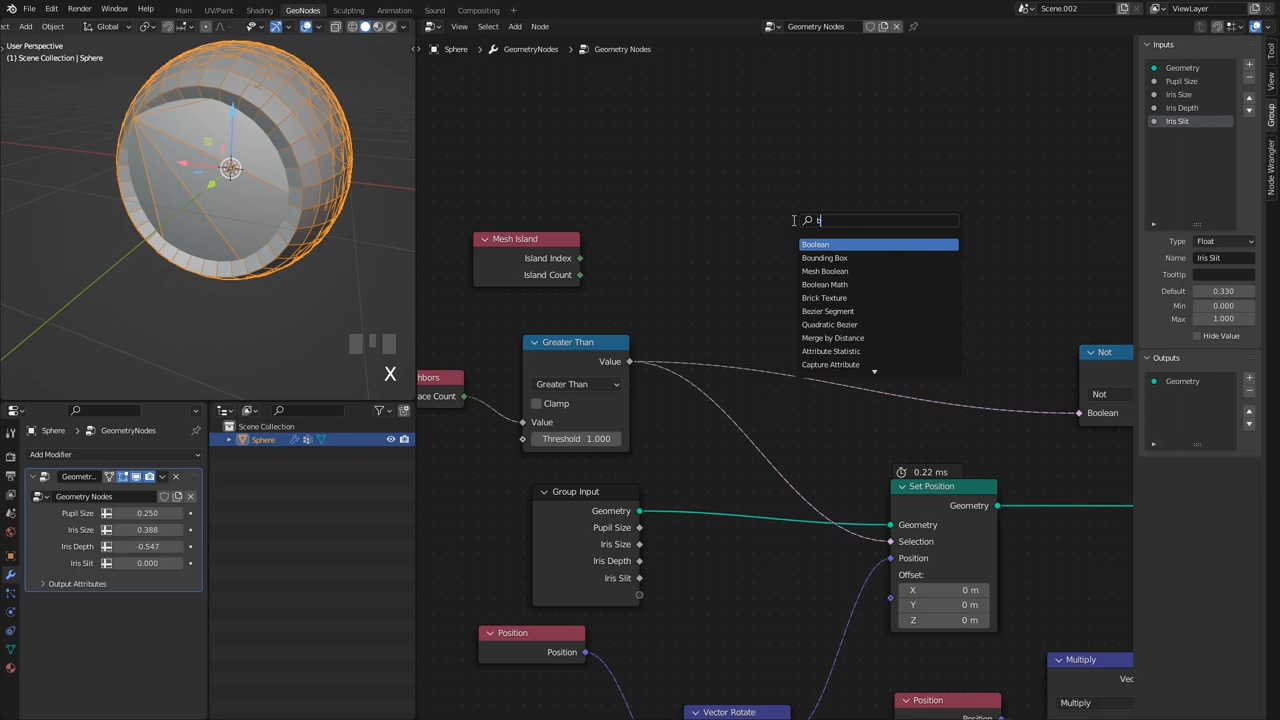 File Edit Render Window Help
Main UV/Paint Shading GeoNodes Sculpting Animation Texturing Compositing
Scene.002
ViewLayer
ect Add Object
Global
View Select Add Node
Geometry Nodes
User Perspective
(1) Scene Collection | Sphere
X
Sphere GeometryNodes Geometry Nodes
Mesh Island
Island Index
Island Count
b
Boolean
Bounding Box
Mesh Boolean
Boolean Math
Brick Texture
Bezier Segment
Quadratic Bezier
Merge by Distance
Attribute Statistic
Capture Attribute
hbors
ace Count
Greater Than
Value
Greater Than
Clamp
Value
Threshold 1.000
Not
Not
Boolean
Group Input
Geometry
Pupil Size
Iris Size
Iris Depth
Iris Slit
0.22 ms
Set Position
Geometry
Geometry
Selection
Position
Offset:
X 0 m
Y 0 m
Z 0 m
Position
Position
Vector Rotate
Multiply
Vec
Multiply
Position
Inputs
Geometry
Pupil Size
Iris Size
Iris Depth
Iris Slit
Type Float
Name Iris Slit
Tooltip
Default 0.330
Min 0.000
Max 1.000
Hide Value
Outputs
Geometry
Tool
View
Group
Node Wrangler
Sphere GeometryNodes
Add Modifier
Geometr..
Geometry Nodes
Pupil Size 0.250
Iris Size 0.388
Iris Depth -0.547
Iris Slit 0.000
Output Attributes
Scene Collection
Sphere